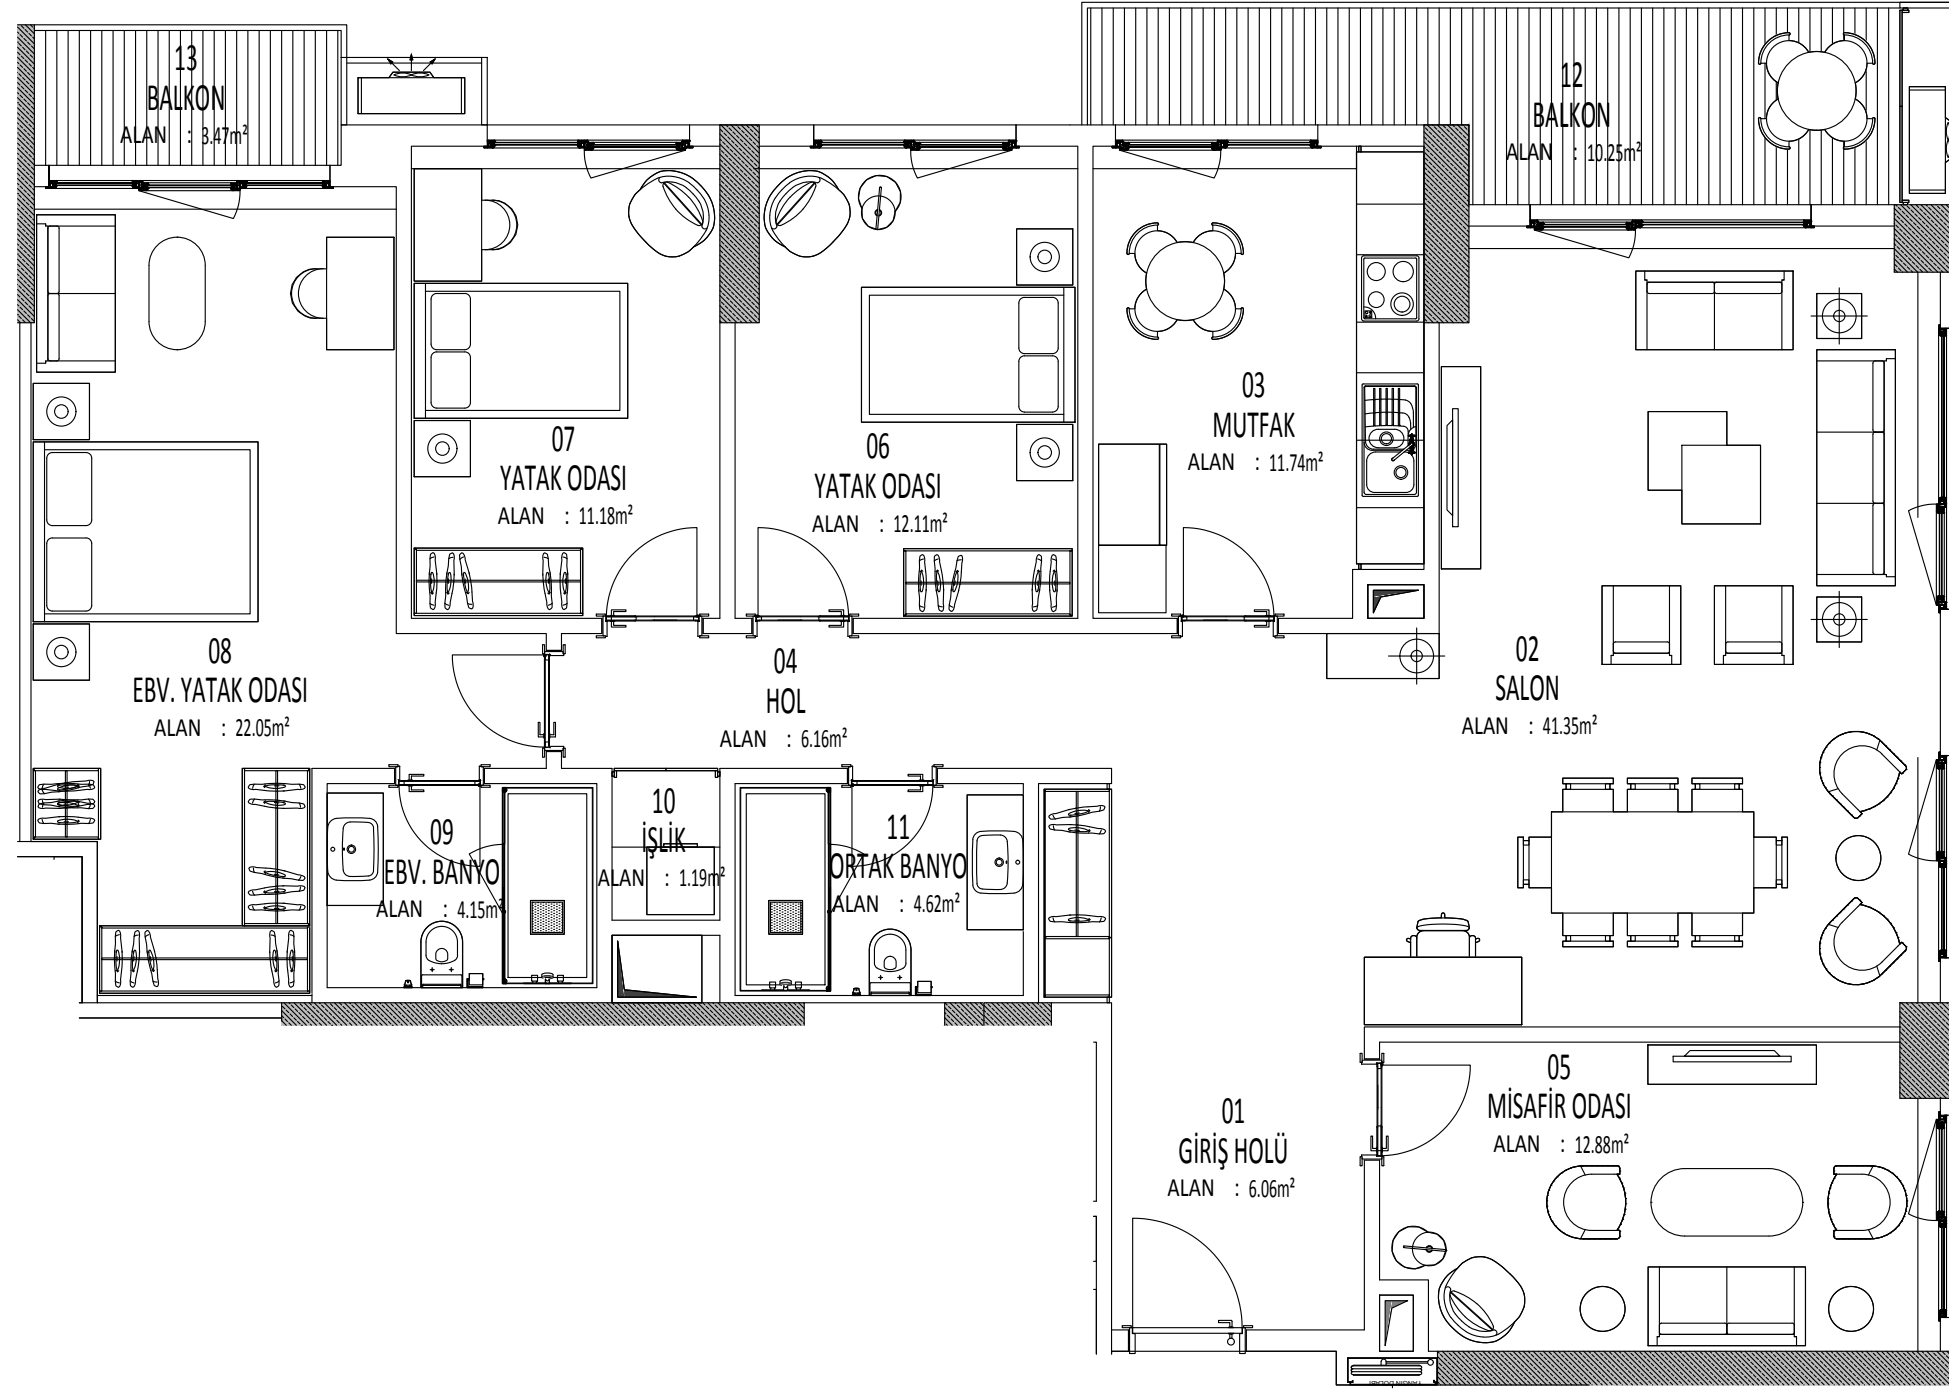 13
BALKON
ALAN : 3.47m²
12
BALKON
ALAN : 10.25m²
03
MUTFAK
ALAN : 11.74m²
07
YATAK ODASI
ALAN : 11.18m²
06
YATAK ODASI
ALAN : 12.11m²
08
EBV. YATAK ODASI
ALAN : 22.05m²
04
HOL
ALAN : 6.16m²
02
SALON
ALAN : 41.35m²
09
EBV. BANYO
ALAN : 4.15m²
10
İŞLİK
ALAN : 1.19m²
11
ORTAK BANYO
ALAN : 4.62m²
05
MİSAFİR ODASI
ALAN : 12.88m²
01
GİRİŞ HOLÜ
ALAN : 6.06m²